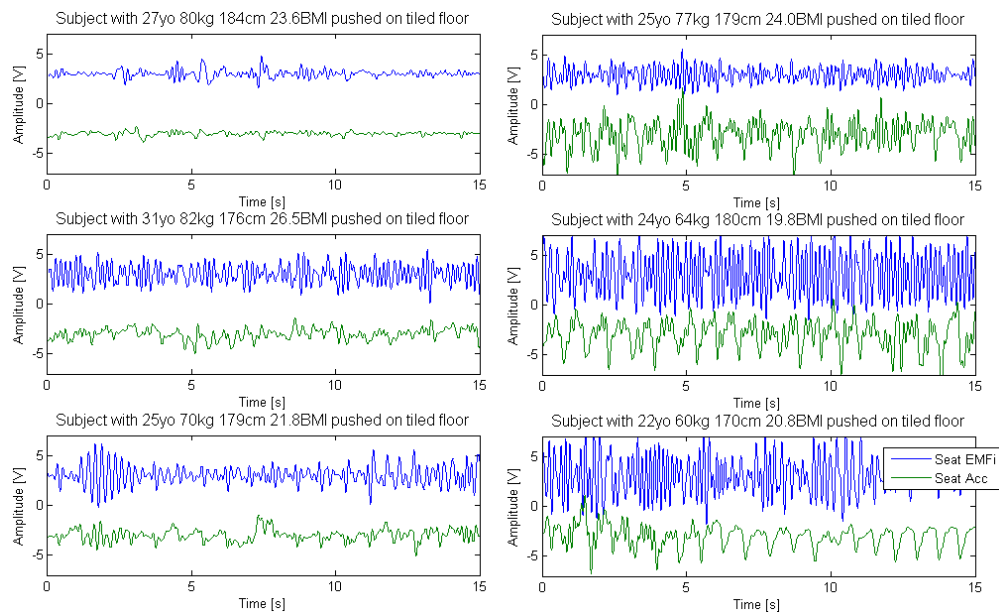 Subject with 27yo 80kg 184cm 23.6BMI pushed on tiled floor
5
0
-5
Amplitude [V]
0 5 10 15
Time [s]
Subject with 25yo 77kg 179cm 24.0BMI pushed on tiled floor
5
0
-5
Amplitude [V]
0 5 10 15
Time [s]
Subject with 31yo 82kg 176cm 26.5BMI pushed on tiled floor
5
0
-5
Amplitude [V]
0 5 10 15
Time [s]
Subject with 24yo 64kg 180cm 19.8BMI pushed on tiled floor
5
0
-5
Amplitude [V]
0 5 10 15
Time [s]
Subject with 25yo 70kg 179cm 21.8BMI pushed on tiled floor
5
0
-5
Amplitude [V]
0 5 10 15
Time [s]
Subject with 22yo 60kg 170cm 20.8BMI pushed on tiled floor
5
0
-5
Amplitude [V]
Seat EMFi
Seat Acc
0 5 10 15
Time [s]